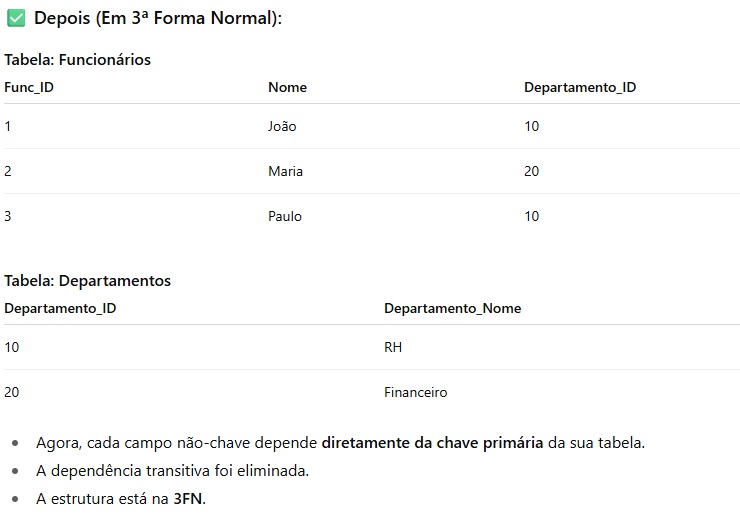 ✅ Depois (Em 3ª Forma Normal):
Tabela: Funcionários
Func_ID Nome Departamento_ID
1 João 10
2 Maria 20
3 Paulo 10
Tabela: Departamentos
Departamento_ID Departamento_Nome
10 RH
20 Financeiro
• Agora, cada campo não-chave depende diretamente da chave primária da sua tabela.
• A dependência transitiva foi eliminada.
• A estrutura está na 3FN.